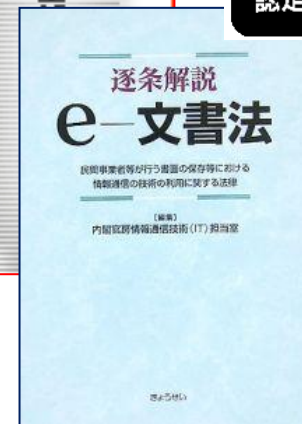 認定
逐条解説
e－文書法
民間事業者等が行う書面の保存等における
情報通信の技術の利用に関する法律
［編集］
内閣官房情報通信技術（IT）担当室
ぎょうせい